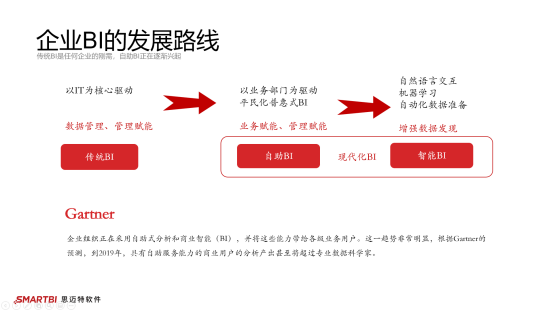 企业BI的发展路线
传统BI是任何企业的刚需，自助BI正在逐渐兴起
以IT为核心驱动
以业务部门为驱动
平民化普惠式BI
自然语言交互
机器学习
自动化数据准备
数据管理、管理赋能
业务赋能、管理赋能
增强数据发现
传统BI
自助BI
现代化BI
智能BI
Gartner
企业组织正在采用自助式分析和商业智能（BI），并将这些能力带给各级业务用户。这一趋势非常明显，根据Gartner的
预测，到2019年，具有自助服务能力的商业用户的分析产出甚至将超过专业数据科学家。
SMARTBI 思迈特软件